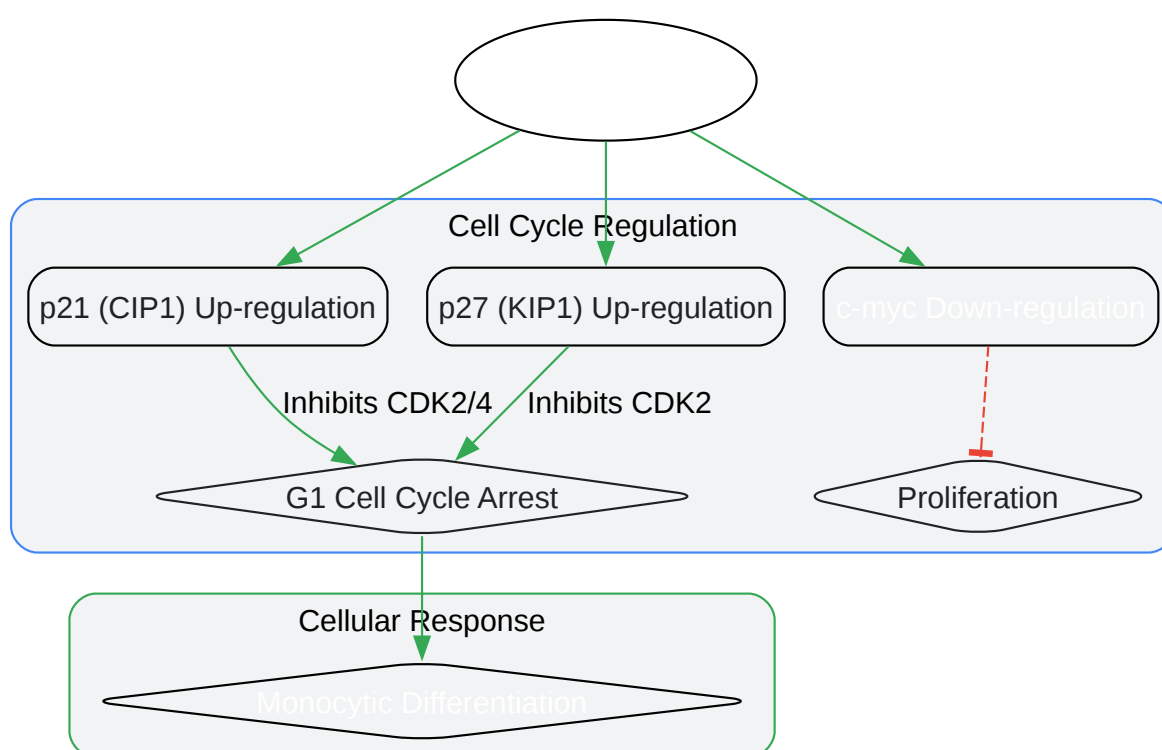 Cell Cycle Regulation
p21 (CIP1) Up-regulation
p27 (KIP1) Up-regulation
c-myc Down-regulation
Inhibits CDK2/4
Inhibits CDK2
G1 Cell Cycle Arrest
Proliferation
Cellular Response
Monocytic Differentiation